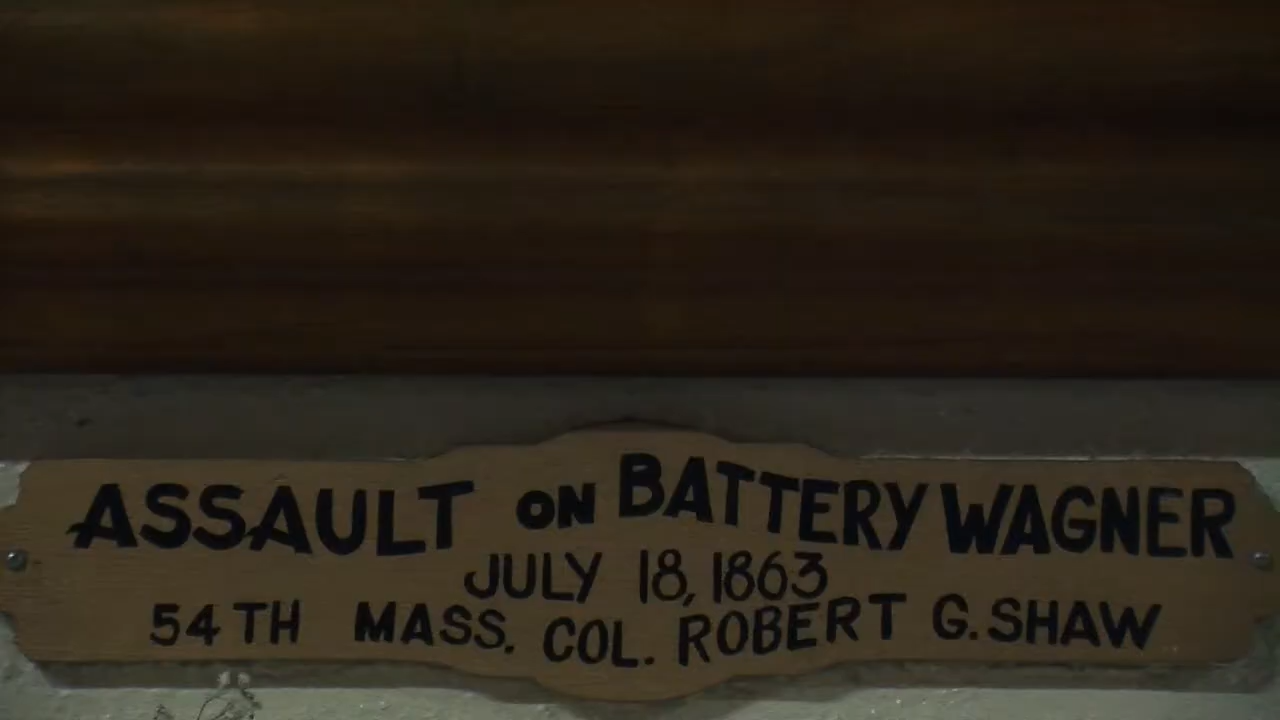 ASSAULT ON BATTERY WAGNER
JULY 18, 1863
54TH MASS. COL. ROBERT G. SHAW